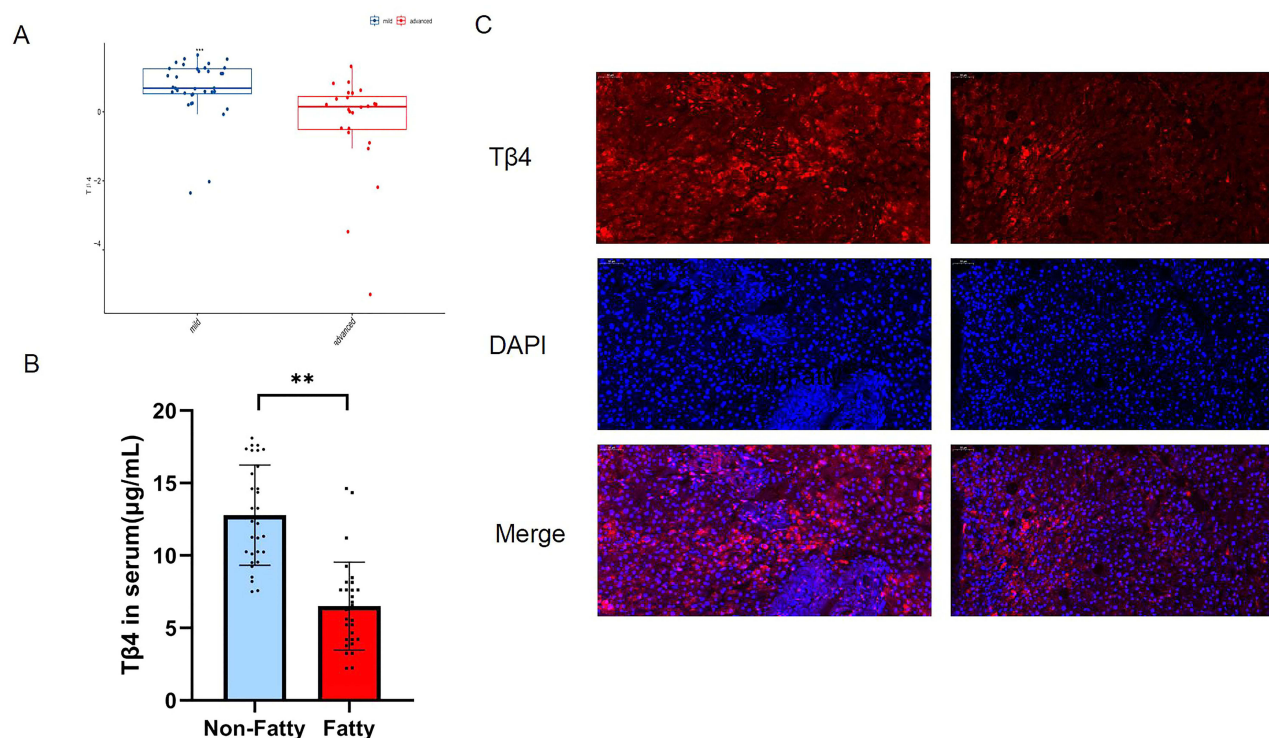 A
mild advanced
***
0
−2
−4
Tβ4
mild
advanced
B
**
20
15
10
5
0
Tβ4 in serum(μg/mL)
Non-Fatty Fatty
C
Tβ4
DAPI
Merge